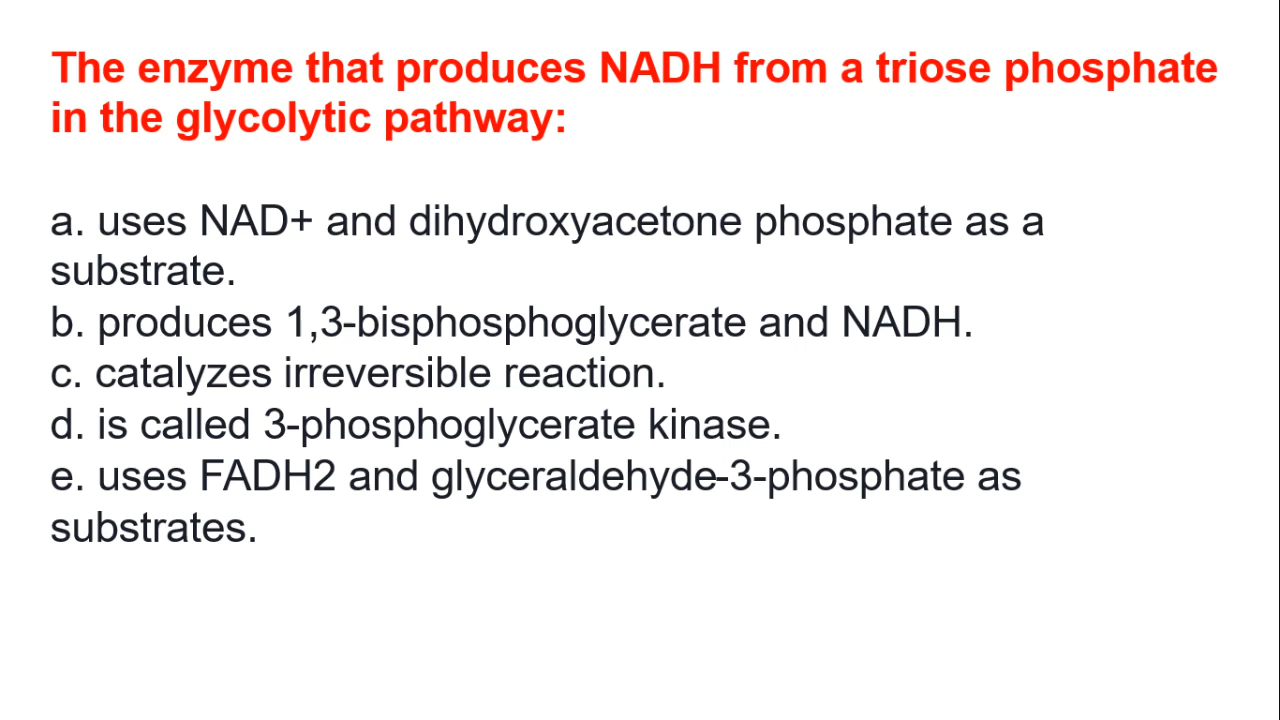 The enzyme that produces NADH from a triose phosphate
in the glycolytic pathway:
a. uses NAD+ and dihydroxyacetone phosphate as a
substrate.
b. produces 1,3-bisphosphoglycerate and NADH.
c. catalyzes irreversible reaction.
d. is called 3-phosphoglycerate kinase.
e. uses FADH2 and glyceraldehyde-3-phosphate as
substrates.